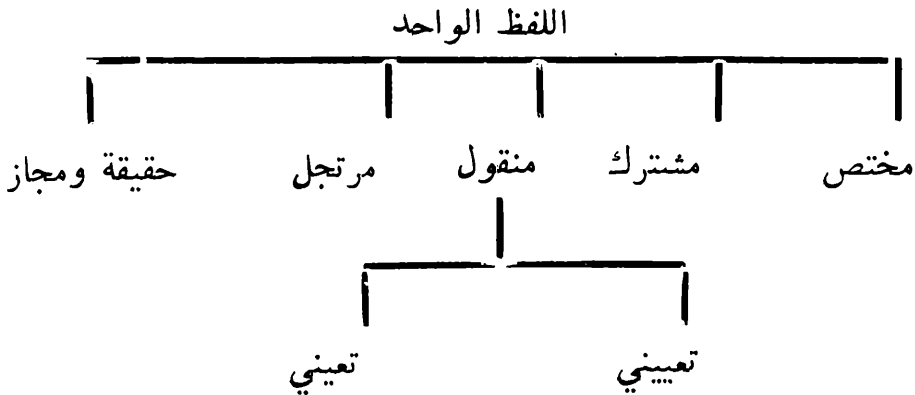 اللفظ الواحد
مختص مشترك منقول مرتجل حقيقة ومجاز
تعييني تعيني